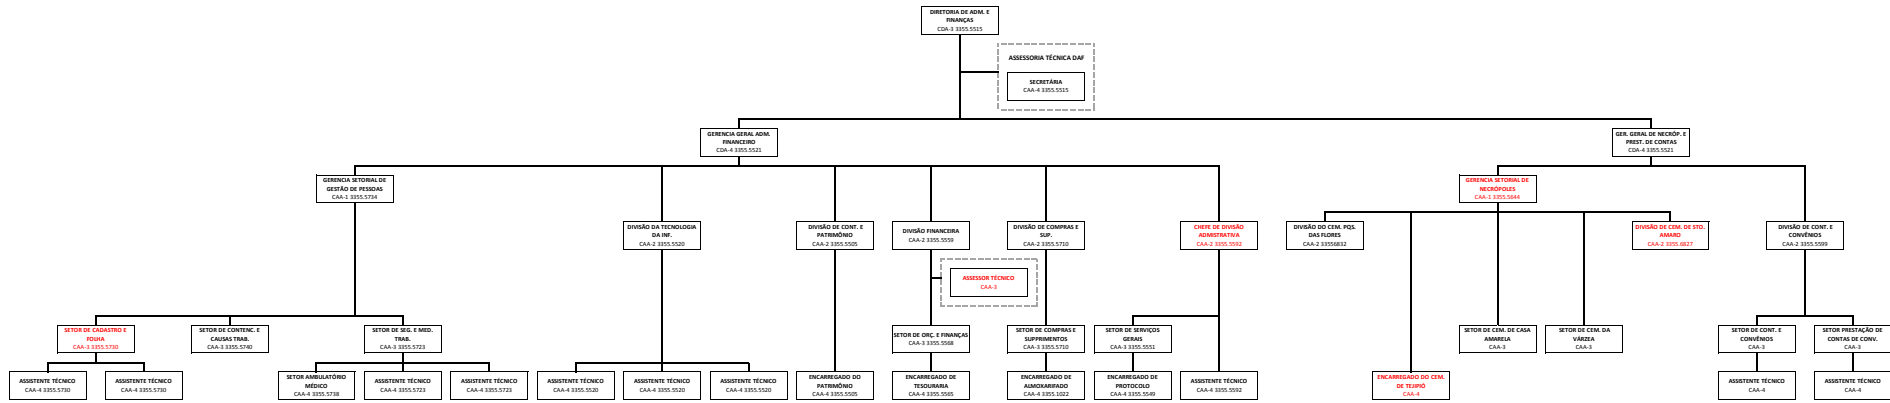 DIRETORIA DE ADM. E
FINANÇAS
CDA-3 3355.5515
ASSESSORIA TÉCNICA DAF
SECRETÁRIA
CAA-4 3355.5515
GERENCIA GERAL ADM.
FINANCEIRO
CDA-4 3355.5521
GER. GERAL DE NECRÓP. E
PREST. DE CONTAS
CDA-4 3355.5521
GERENCIA SETORIAL DE
GESTÃO DE PESSOAS
CAA-1 3355.5734
GERENCIA SETORIAL DE
NECRÓPOLES
CAA-1 3355.5644
DIVISÃO DA TECNOLOGIA
DA INF.
CAA-2 3355.5520
DIVISÃO DE CONT. E
PATRIMÔNIO
CAA-2 3355.5505
DIVISÃO FINANCEIRA
CAA-2 3355.5559
DIVISÃO DE COMPRAS E
SUP.
CAA-2 3355.5710
CHEFE DE DIVISÃO
ADMISTRATIVA
CAA-2 3355.5592
DIVISÃO DO CEM. PQS.
DAS FLORES
CAA-2 33556832
DIVISÃO DE CEM. DE STO.
AMARO
CAA-2 3355.6827
DIVISÃO DE CONT. E
CONVÊNIOS
CAA-2 3355.5599
ASSESSOR TÉCNICO
CAA-3
SETOR DE CADASTRO E
FOLHA
CAA-3 3355.5730
SETOR DE CONTENC. E
CAUSAS TRAB.
CAA-3 3355.5740
SETOR DE SEG. E MED.
TRAB.
CAA-3 3355.5723
SETOR DE ORÇ. E FINANÇAS
CAA-3 3355.5568
SETOR DE COMPRAS E
SUPPRIMENTOS
CAA-3 3355.5710
SETOR DE SERVIÇOS
GERAIS
CAA-3 3355.5551
SETOR DE CEM. DE CASA
AMARELA
CAA-3
SETOR DE CEM. DA
VÁRZEA
CAA-3
SETOR DE CONT. E
CONVÊNIOS
CAA-3
SETOR PRESTAÇÃO DE
CONTAS DE CONV.
CAA-3
ASSISTENTE TÉCNICO
CAA-4 3355.5730
ASSISTENTE TÉCNICO
CAA-4 3355.5730
SETOR AMBULATÓRIO
MÉDICO
CAA-4 3355.5738
ASSISTENTE TÉCNICO
CAA-4 3355.5723
ASSISTENTE TÉCNICO
CAA-4 3355.5723
ASSISTENTE TÉCNICO
CAA-4 3355.5520
ASSISTENTE TÉCNICO
CAA-4 3355.5520
ASSISTENTE TÉCNICO
CAA-4 3355.5520
ENCARREGADO DO
PATRIMÔNIO
CAA-4 3355.5505
ENCARREGADO DE
TESOURARIA
CAA-4 3355.5565
ENCARREGADO DE
ALMOXARIFADO
CAA-4 3355.1022
ENCARREGADO DE
PROTOCOLO
CAA-4 3355.5549
ASSISTENTE TÉCNICO
CAA-4 3355.5592
ENCARREGADO DO CEM.
DE TEJIPIÓ
CAA-4
ASSISTENTE TÉCNICO
CAA-4
ASSISTENTE TÉCNICO
CAA-4